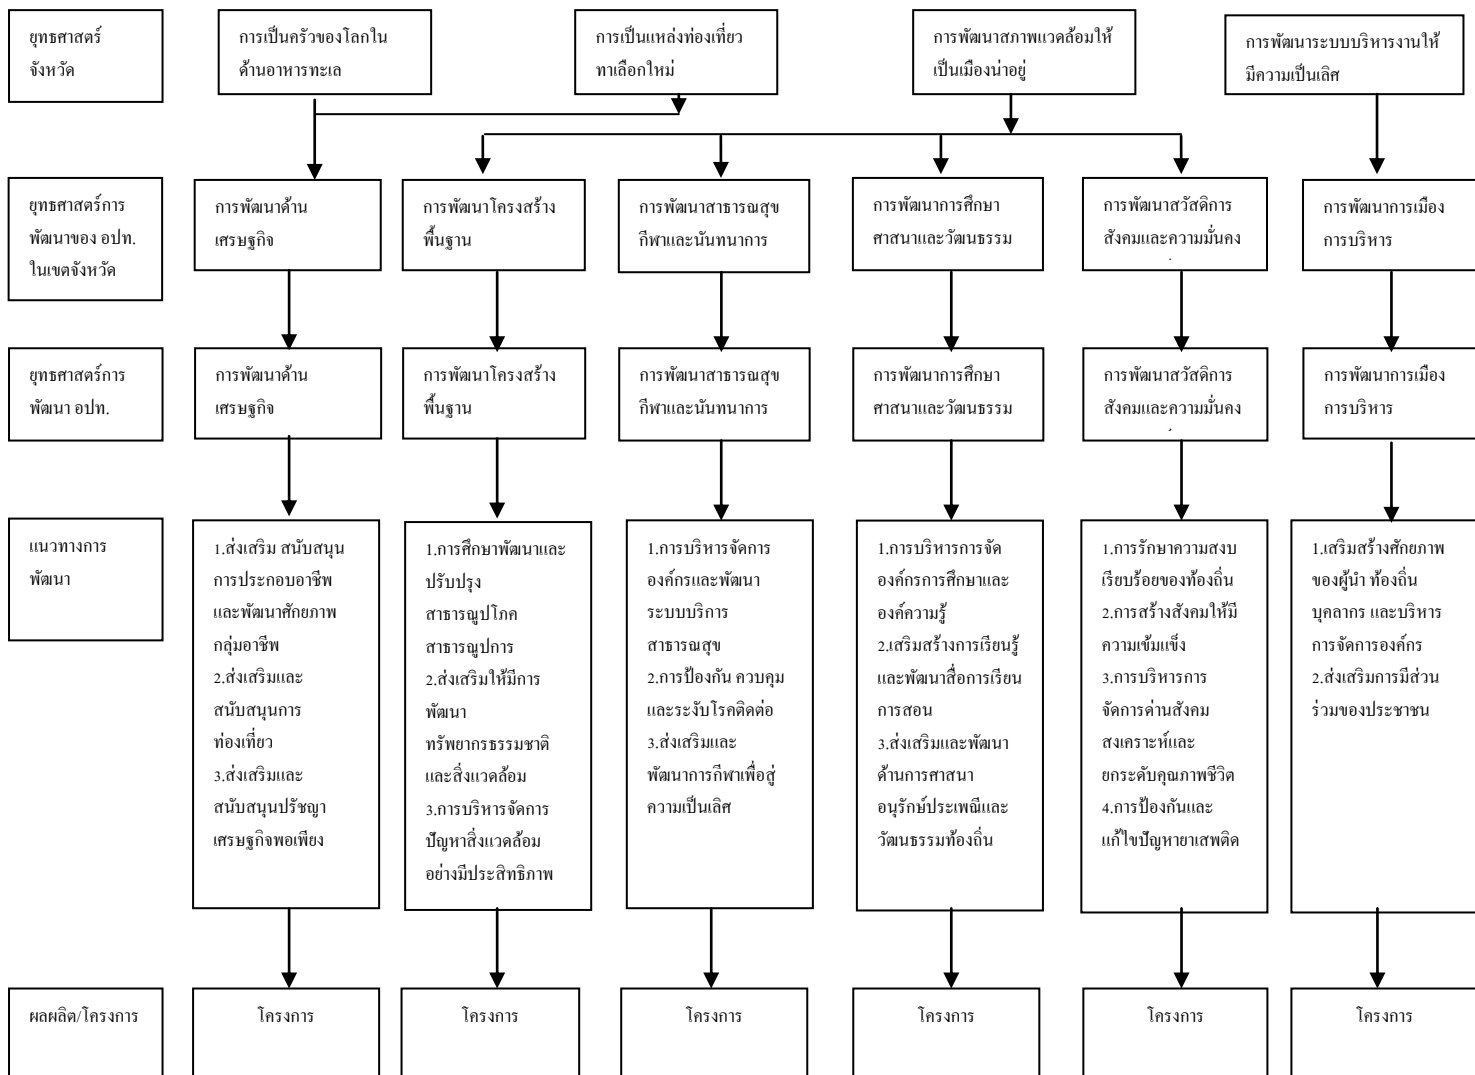 ยุทธศาสตร์
จังหวัด
การเป็นครัวของโลกใน
ด้านอาหารทะเล
การเป็นแหล่งท่องเที่ยว
ทาเลือกใหม่
การพัฒนาสภาพแวดล้อมให้
เป็นเมืองน่าอยู่
การพัฒนาระบบบริหารงานให้
มีความเป็นเลิศ
ยุทธศาสตร์การ
พัฒนาของ อปท.
ในเขตจังหวัด
การพัฒนาด้าน
เศรษฐกิจ
การพัฒนาโครงสร้าง
พื้นฐาน
การพัฒนาสาธารณสุข
กีฬาและนันทนาการ
การพัฒนาการศึกษา
ศาสนาและวัฒนธรรม
การพัฒนาสวัสดิการ
สังคมและความมั่นคง
การพัฒนาการเมือง
การบริหาร
ยุทธศาสตร์การ
พัฒนา อปท.
การพัฒนาด้าน
เศรษฐกิจ
การพัฒนาโครงสร้าง
พื้นฐาน
การพัฒนาสาธารณสุข
กีฬาและนันทนาการ
การพัฒนาการศึกษา
ศาสนาและวัฒนธรรม
การพัฒนาสวัสดิการ
สังคมและความมั่นคง
การพัฒนาการเมือง
การบริหาร
แนวทางการ
พัฒนา
1.ส่งเสริม สนับสนุน
การประกอบอาชีพ
และพัฒนาศักยภาพ
กลุ่มอาชีพ
2.ส่งเสริมและ
สนับสนุนการ
ท่องเที่ยว
3.ส่งเสริมและ
สนับสนุนปรัชญา
เศรษฐกิจพอเพียง
1.การศึกษาพัฒนาและ
ปรับปรุง
สาธารณูปโภค
สาธารณูปการ
2.ส่งเสริมให้มีการ
พัฒนา
ทรัพยากรธรรมชาติ
และสิ่งแวดล้อม
3.การบริหารจัดการ
ปัญหาสิ่งแวดล้อม
อย่างมีประสิทธิภาพ
1.การบริหารจัดการ
องค์กรและพัฒนา
ระบบบริการ
สาธารณสุข
2.การป้องกัน ควบคุม
และระงับโรคติดต่อ
3.ส่งเสริมและ
พัฒนาการกีฬาเพื่อสู่
ความเป็นเลิศ
1.การบริหารการจัด
องค์กรการศึกษาและ
องค์ความรู้
2.เสริมสร้างการเรียนรู้
และพัฒนาสื่อการเรียน
การสอน
3.ส่งเสริมและพัฒนา
ด้านการศาสนา
อนุรักษ์ประเพณีและ
วัฒนธรรมท้องถิ่น
1.การรักษาความสงบ
เรียบร้อยของท้องถิ่น
2.การสร้างสังคมให้มี
ความเข้มแข็ง
3.การบริหารการ
จัดการด้านสังคม
สงเคราะห์และ
ยกระดับคุณภาพชีวิต
4.การป้องกันและ
แก้ไขปัญหายาเสพติด
1.เสริมสร้างศักยภาพ
ของผู้นำ ท้องถิ่น
บุคลากร และบริหาร
การจัดการองค์กร
2.ส่งเสริมการมีส่วน
ร่วมของประชาชน
ผลผลิต/โครงการ
โครงการ
โครงการ
โครงการ
โครงการ
โครงการ
โครงการ